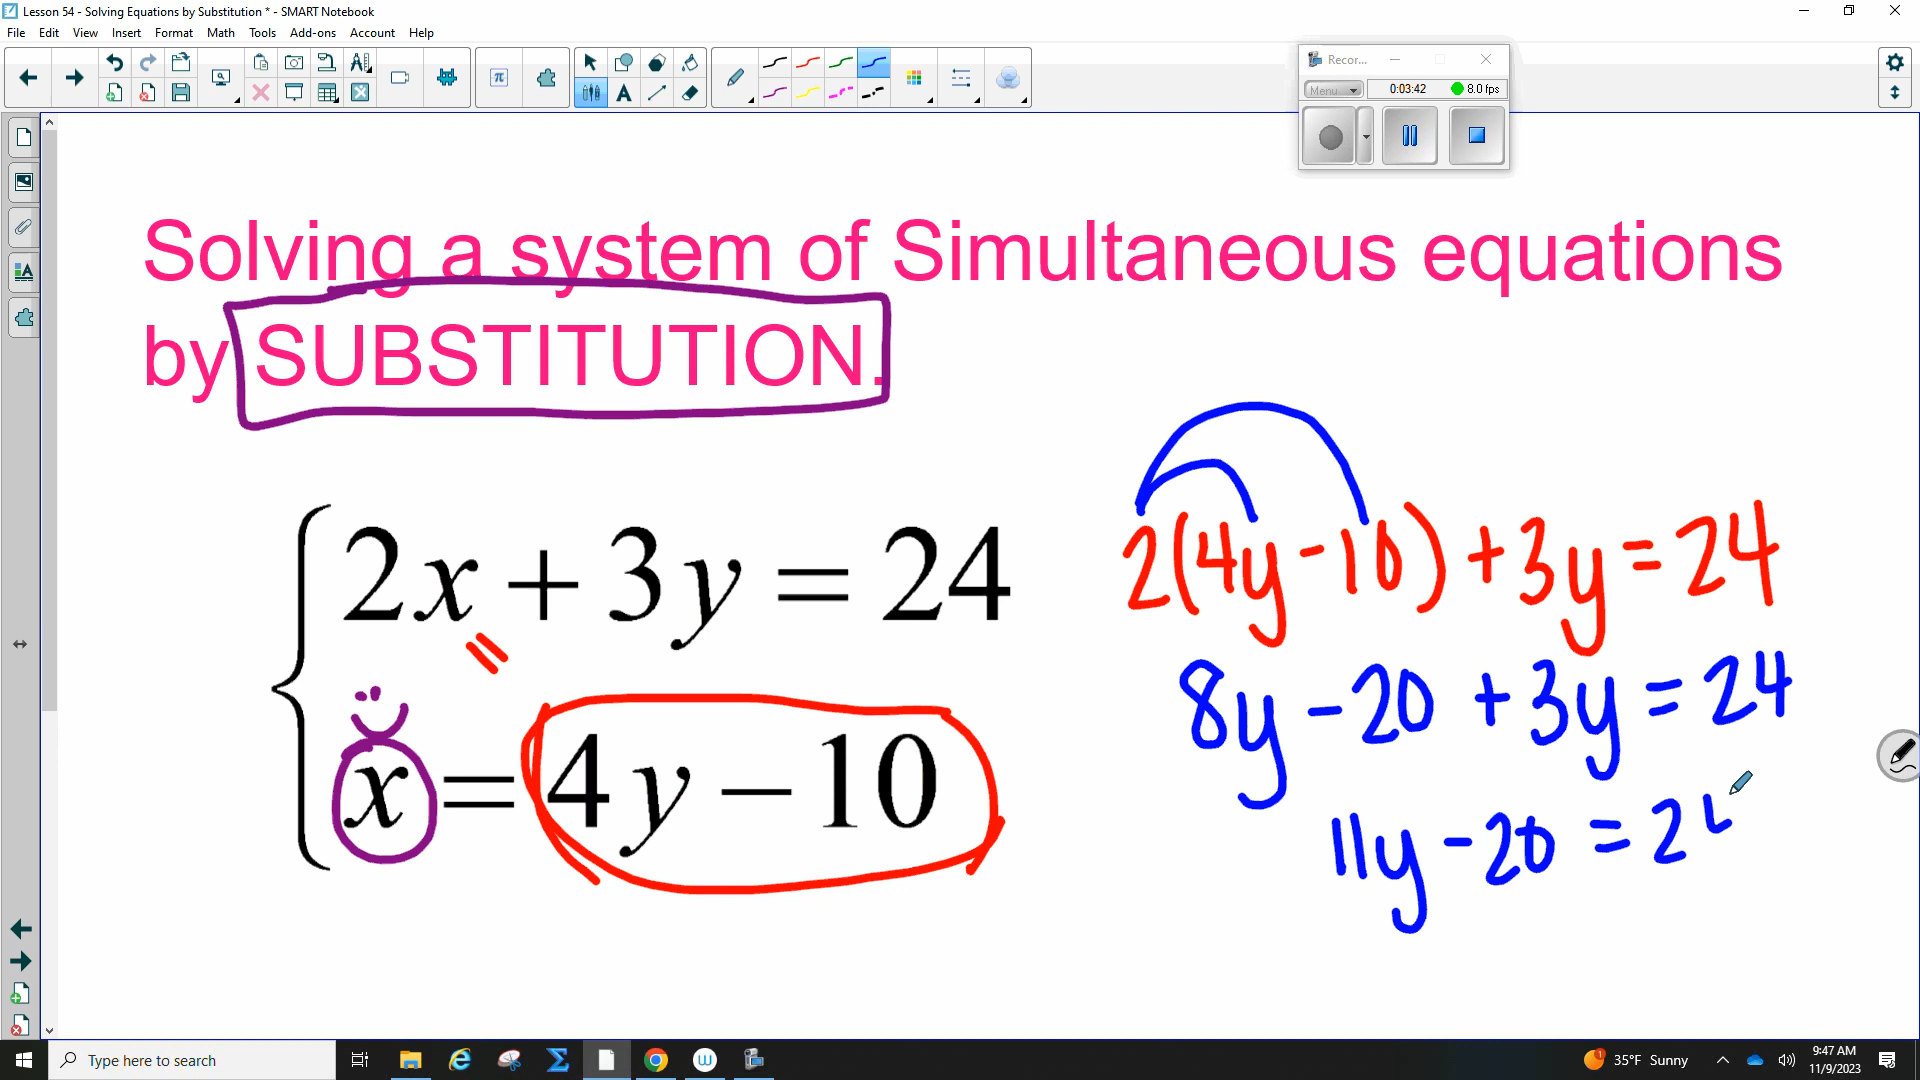 Lesson 54 - Solving Equations by Substitution * - SMART Notebook
File Edit View Insert Format Math Tools Add-ons Account Help
Recor...
Menu 0:03:42 8.0 fps
Solving a system of Simultaneous equations
by SUBSTITUTION.
2x + 3y = 24
x = 4y − 10
2(4y - 10) + 3y = 24
8y - 20 + 3y = 24
11y - 20 = 2
Type here to search
35°F Sunny
9:47 AM
11/9/2023